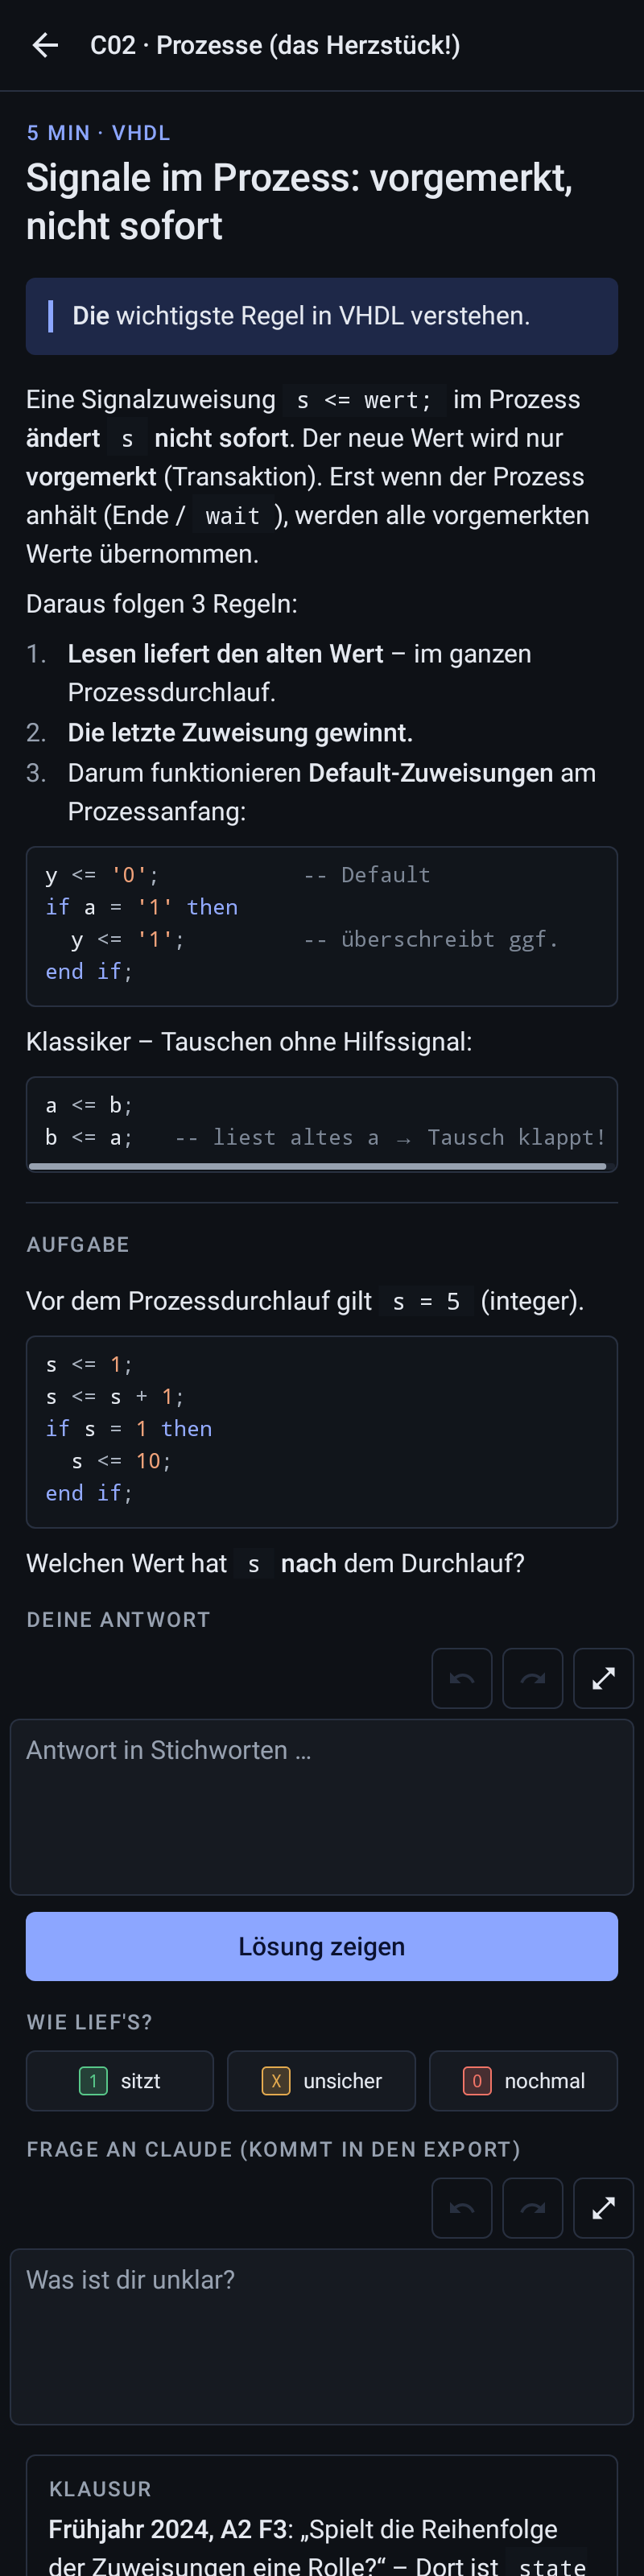 C02 · Prozesse (das Herzstück!)
5 MIN · VHDL
Signale im Prozess: vorgemerkt,
nicht sofort
Die wichtigste Regel in VHDL verstehen.
Eine Signalzuweisung s <= wert; im Prozess
ändert s nicht sofort. Der neue Wert wird nur
vorgemerkt (Transaktion). Erst wenn der Prozess
anhält (Ende / wait ), werden alle vorgemerkten
Werte übernommen.
Daraus folgen 3 Regeln:
1. Lesen liefert den alten Wert – im ganzen
Prozessdurchlauf.
2. Die letzte Zuweisung gewinnt.
3. Darum funktionieren Default-Zuweisungen am
Prozessanfang:
y <= '0'; -- Default
if a = '1' then
y <= '1'; -- überschreibt ggf.
end if;
Klassiker – Tauschen ohne Hilfssignal:
a <= b;
b <= a; -- liest altes a → Tausch klappt!
AUFGABE
Vor dem Prozessdurchlauf gilt s = 5 (integer).
s <= 1;
s <= s + 1;
if s = 1 then
s <= 10;
end if;
Welchen Wert hat s nach dem Durchlauf?
DEINE ANTWORT
Antwort in Stichworten …
Lösung zeigen
WIE LIEF'S?
1 sitzt X unsicher 0 nochmal
FRAGE AN CLAUDE (KOMMT IN DEN EXPORT)
Was ist dir unklar?
KLAUSUR
Frühjahr 2024, A2 F3: „Spielt die Reihenfolge
der Zuweisungen eine Rolle?“ – Dort ist state